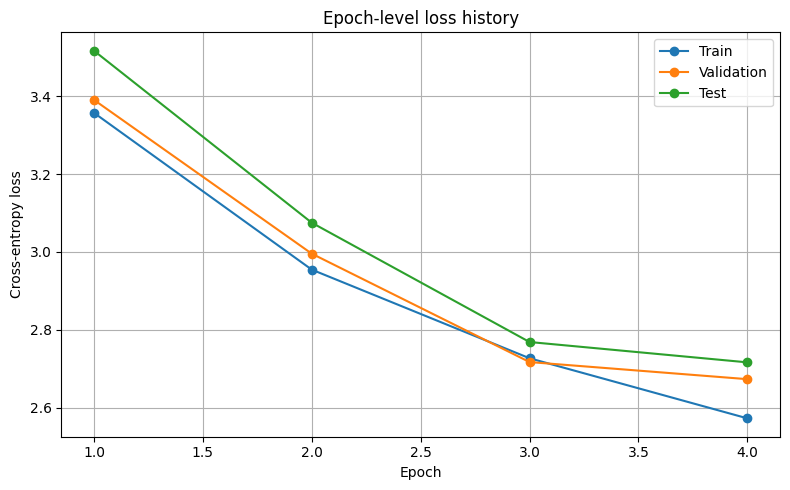 Epoch-level loss history
Train
Validation
Test
Cross-entropy loss
3.4
3.2
3.0
2.8
2.6
1.0 1.5 2.0 2.5 3.0 3.5 4.0
Epoch